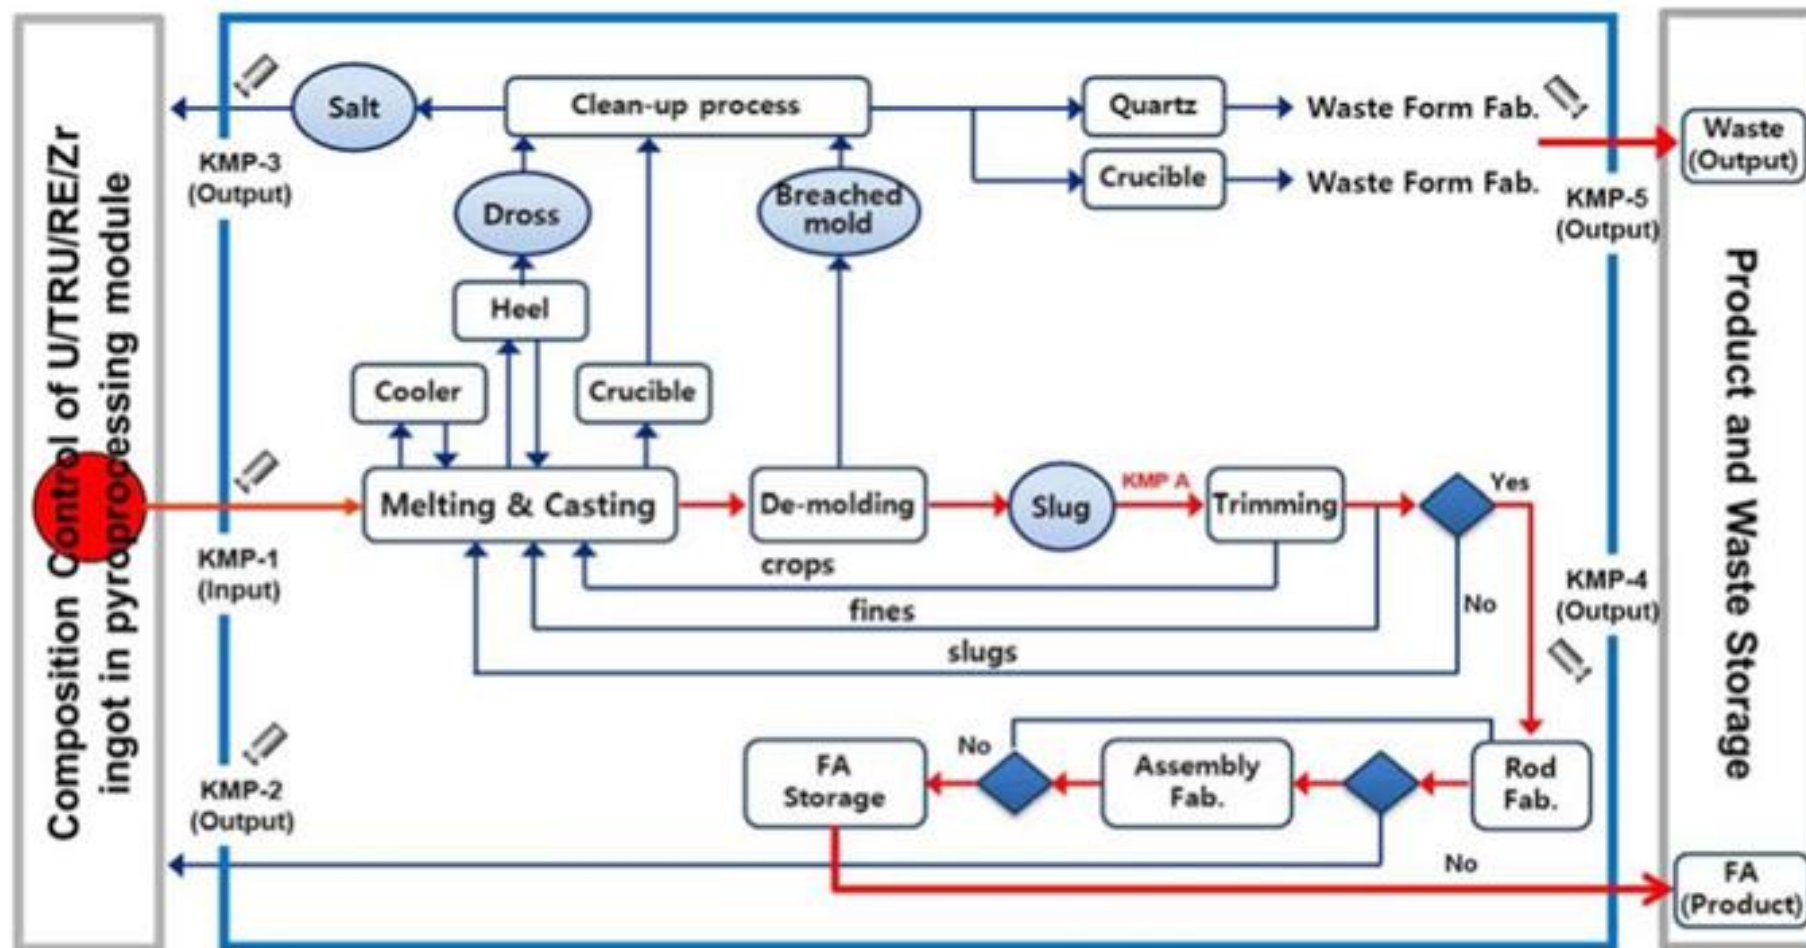 Composition Control of U/TRU/RE/Zr
ingot in pyroprocessing module
Salt
Clean-up process
Quartz
Waste Form Fab.
Waste
(Output)
KMP-3
(Output)
Crucible
Waste Form Fab.
KMP-5
(Output)
Dross
Breached
mold
Heel
Cooler
Crucible
Product and Waste Storage
Melting & Casting
De-molding
Slug
KMP A
Trimming
Yes
KMP-1
(Input)
crops
fines
slugs
No
KMP-4
(Output)
KMP-2
(Output)
FA
Storage
No
Assembly
Fab.
Rod
Fab.
No
FA
(Product)